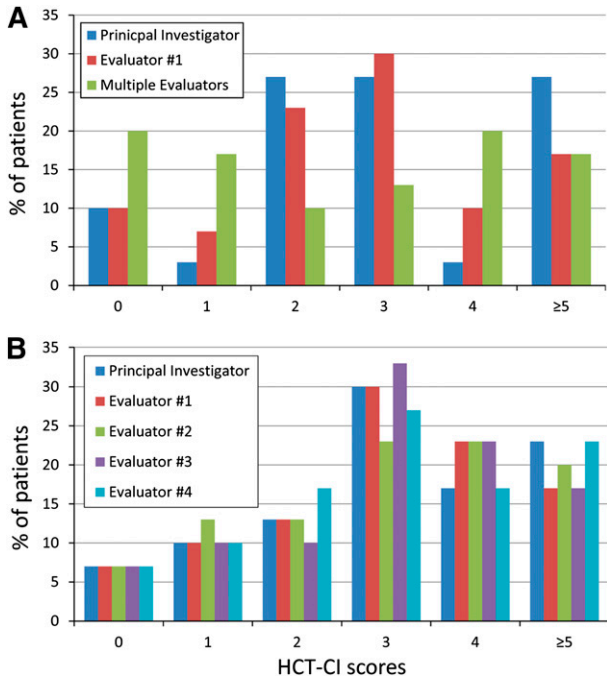 A
% of patients
35
30
25
20
15
10
5
0
Prinicpal Investigator
Evaluator #1
Multiple Evaluators
0 1 2 3 4 ≥5
B
% of patients
35
30
25
20
15
10
5
0
Principal Investigator
Evaluator #1
Evaluator #2
Evaluator #3
Evaluator #4
0 1 2 3 4 ≥5
HCT-CI scores